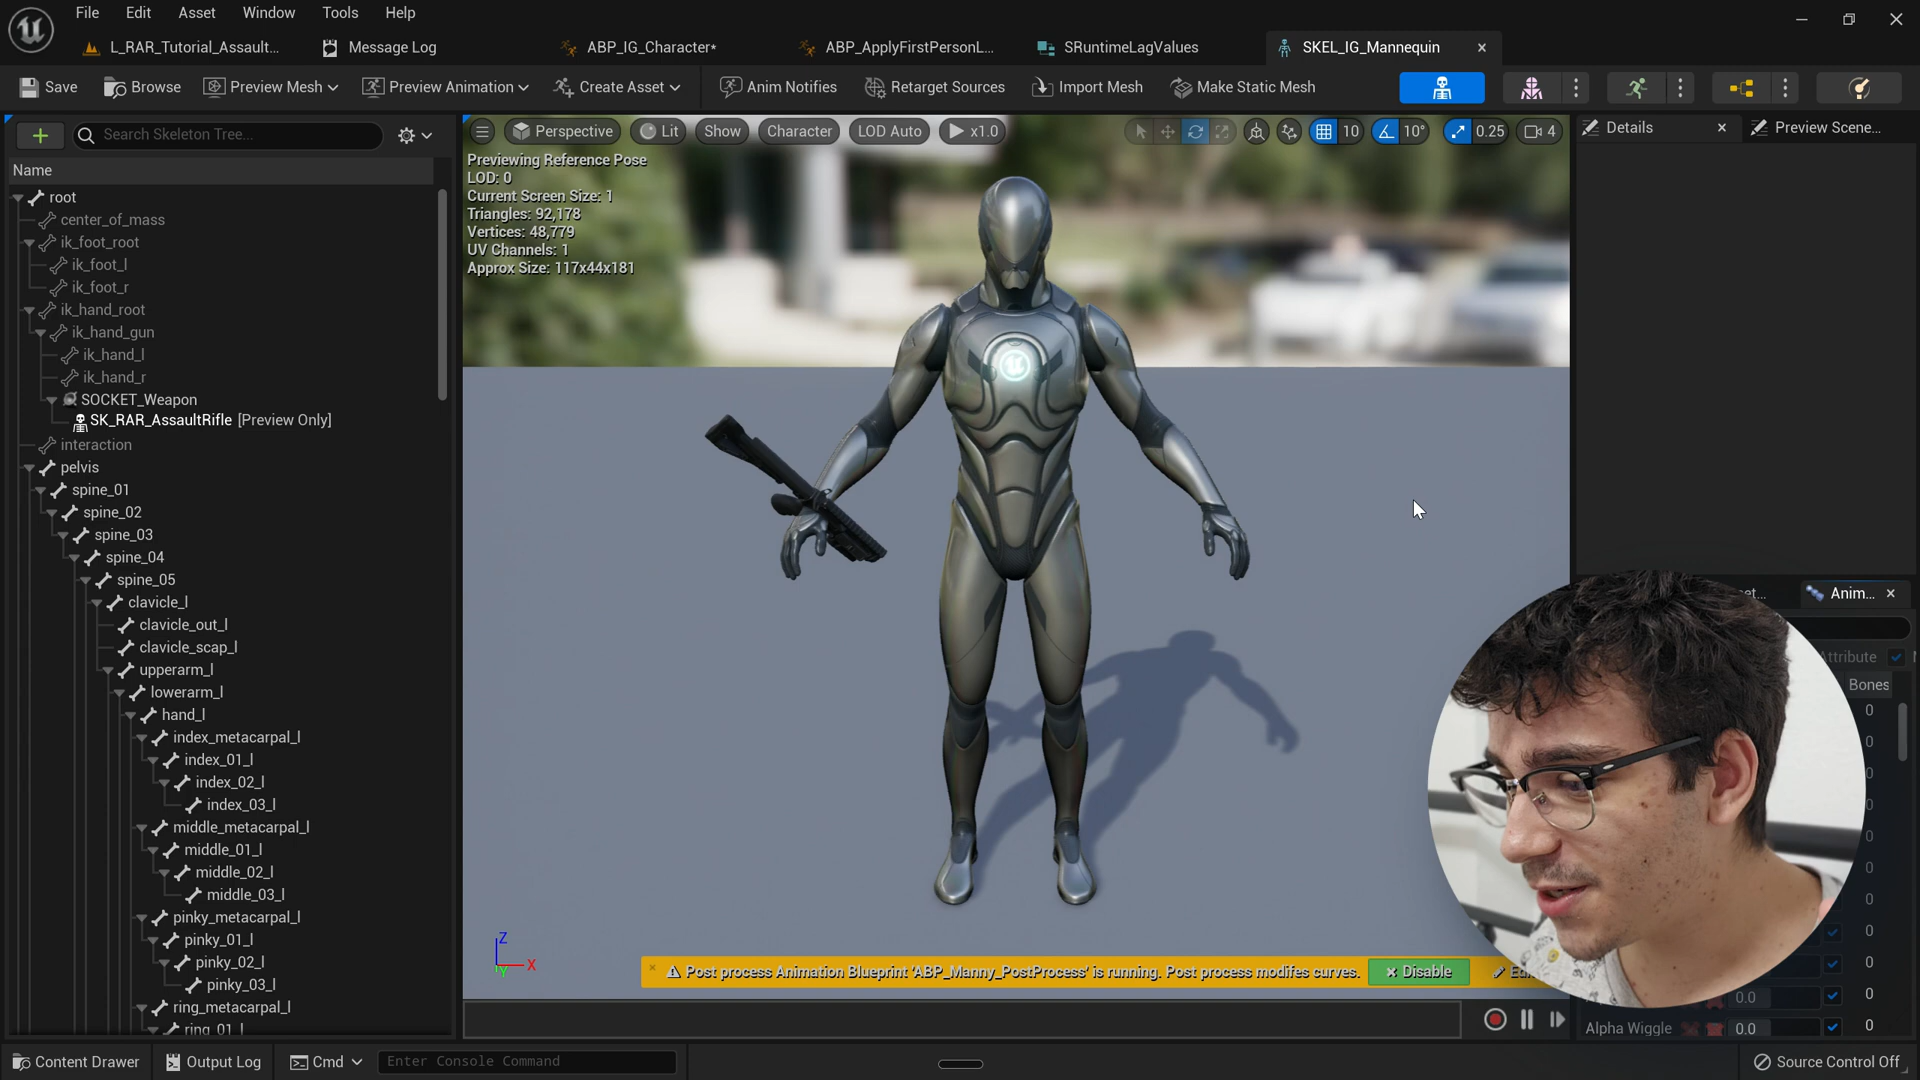 File Edit Asset Window Tools Help
L_RAR_Tutorial_Assault... Message Log ABP_IG_Character* ABP_ApplyFirstPersonL... SRuntimeLagValues SKEL_IG_Mannequin
Save Browse Preview Mesh Preview Animation Create Asset Anim Notifies Retarget Sources Import Mesh Make Static Mesh
Search Skeleton Tree...
Perspective Lit Show Character LOD Auto x1.0 10 10° 0.25 4
Details Preview Scene...
Name
Previewing Reference Pose
LOD: 0
Current Screen Size: 1
Triangles: 92,178
Vertices: 48,779
UV Channels: 1
Approx Size: 117x44x181
root
center_of_mass
ik_foot_root
ik_foot_l
ik_foot_r
ik_hand_root
ik_hand_gun
ik_hand_l
ik_hand_r
SOCKET_Weapon
SK_RAR_AssaultRifle [Preview Only]
interaction
pelvis
spine_01
spine_02
spine_03
spine_04
spine_05
clavicle_l
clavicle_out_l
clavicle_scap_l
upperarm_l
lowerarm_l
hand_l
index_metacarpal_l
index_01_l
index_02_l
index_03_l
middle_metacarpal_l
middle_01_l
middle_02_l
middle_03_l
pinky_metacarpal_l
pinky_01_l
pinky_02_l
pinky_03_l
ring_metacarpal_l
ring_01_l
Z
X
Y
Post process Animation Blueprint 'ABP_Manny_PostProcess' is running. Post process modifes curves. Disable
Anim...
Attribute
Bones
0
0
0
0
0
0
0
0
0
0.0 0
Alpha Wiggle 0.0 0
Content Drawer Output Log Cmd Enter Console Command Source Control Off